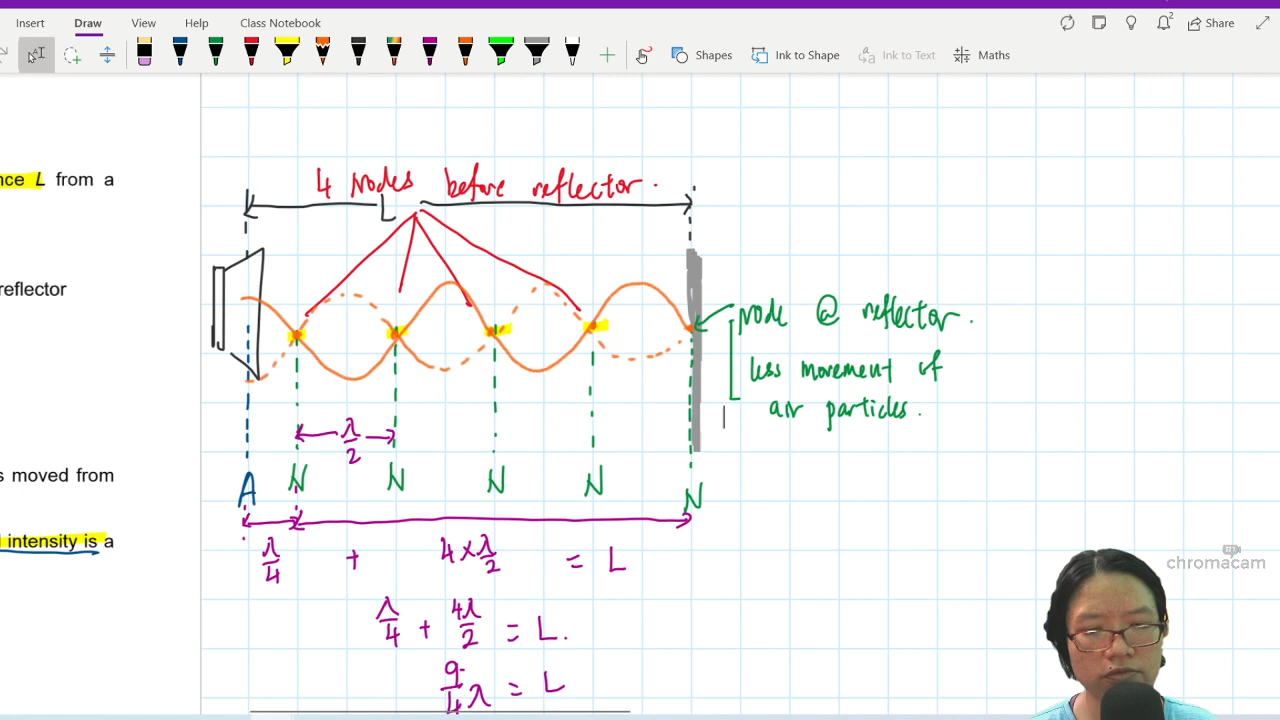 Insert Draw View Help Class Notebook Share
Shapes Ink to Shape Ink to Text Maths
nce L from a
reflector
s moved from
l intensity is a
4 Nodes before reflector.
L
node @ reflector.
less movement of
air particles.
λ/2
A N N N N N
λ/4 + 4×λ/2 = L
λ/4 + 4λ/2 = L.
9/4 λ = L
chromacam